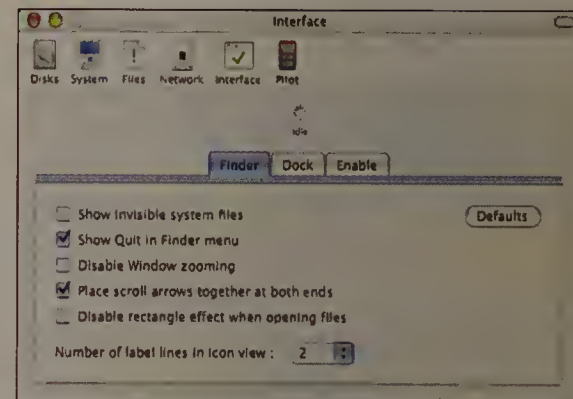 Interface
Disks System Files Network Interface Pilot
Idle
Finder Dock Enable
Show Invisible system files
Defaults
Show Quit in Finder menu
Disable Window zooming
Place scroll arrows together at both ends
Disable rectangle effect when opening files
Number of label lines in icon view : 2